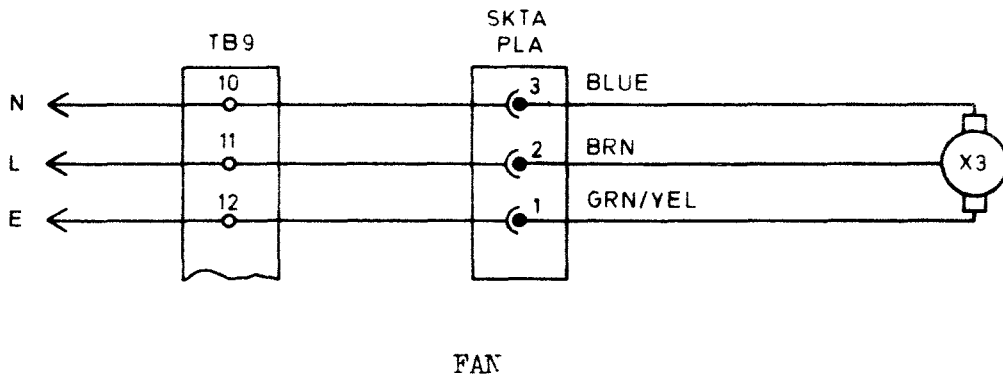 SKTA
TB9 PLA
N 10 3 BLUE
L 11 2 BRN X3
E 12 1 GRN/YEL
FAN